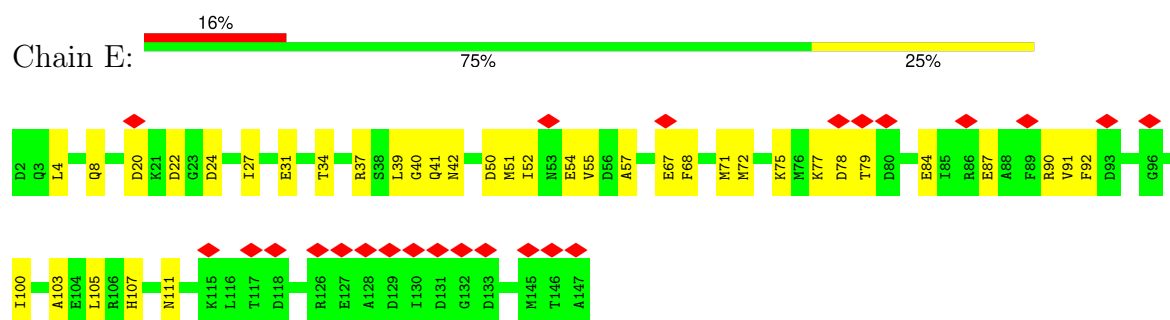 16%
Chain E:
75% 25%
D2 Q3 L4 Q8 D20 K21 D22 G23 D24 I27 E31 T34 R37 S38 L39 G40 Q41 N42 D50 M51 I52 N53 E54 V55 D56 A57 E67 F68 M71 M72 K75 M76 K77 D78 T79 D80 E84 I85 R86 E87 A88 F89 R90 V91 F92 D93 G96
I100 A103 E104 L105 R106 H107 N111 K115 L116 T117 D118 R126 E127 A128 D129 I130 D131 G132 D133 M145 T146 A147